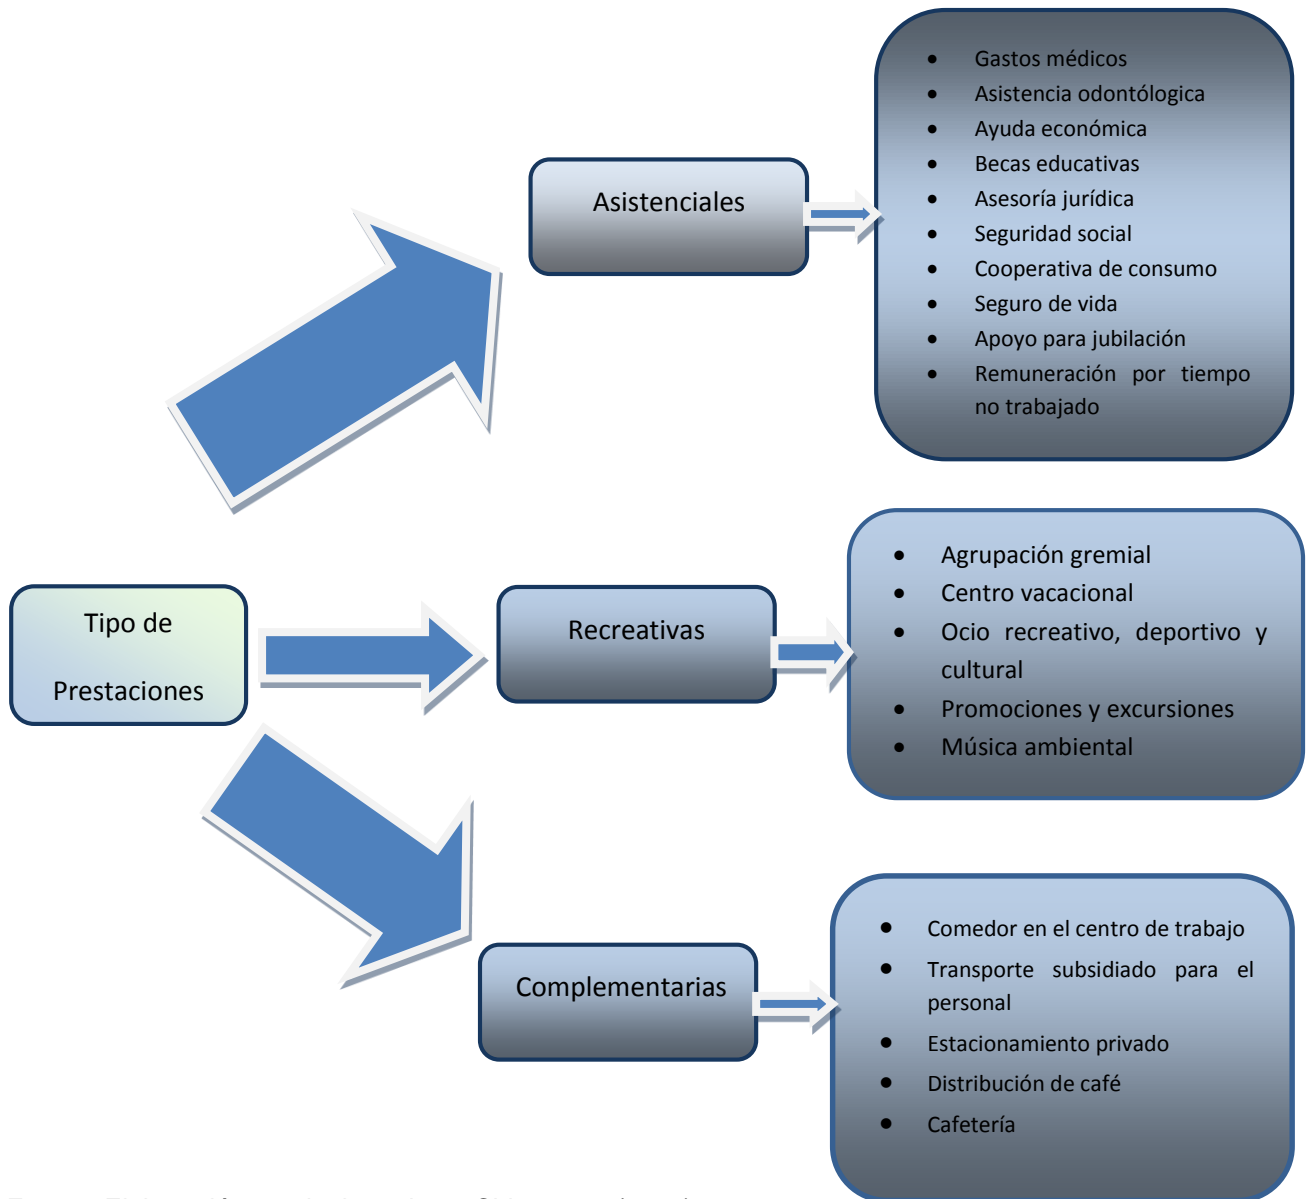 Tipo de
Prestaciones
Asistenciales
• Gastos médicos
• Asistencia odontólogica
• Ayuda económica
• Becas educativas
• Asesoría jurídica
• Seguridad social
• Cooperativa de consumo
• Seguro de vida
• Apoyo para jubilación
• Remuneración por tiempo
no trabajado
Recreativas
• Agrupación gremial
• Centro vacacional
• Ocio recreativo, deportivo y
cultural
• Promociones y excursiones
• Música ambiental
Complementarias
• Comedor en el centro de trabajo
• Transporte subsidiado para el
personal
• Estacionamiento privado
• Distribución de café
• Cafetería